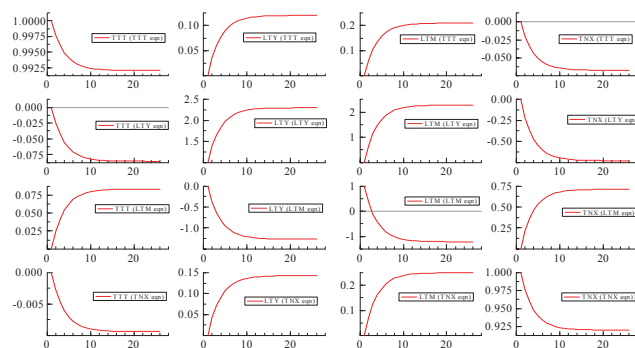 1.0000
0.9975
0.9950
0.9925
TTT (TTT eqn)
0 10 20
0.10
0.05
LTY (TTT eqn)
0 10 20
0.2
0.1
LTM (TTT eqn)
0 10 20
0.000
-0.025
-0.050
TNX (TTT eqn)
0 10 20
0.000
-0.025
-0.050
-0.075
TTT (LTY eqn)
0 10 20
2.5
2.0
1.5
1.0
LTY (LTY eqn)
0 10 20
2
1
LTM (LTY eqn)
0 10 20
0.00
-0.25
-0.50
TNX (LTY eqn)
0 10 20
0.075
0.050
0.025
TTT (LTM eqn)
0 10 20
0.0
-0.5
-1.0
LTY (LTM eqn)
0 10 20
1
0
-1
LTM (LTM eqn)
0 10 20
0.75
0.50
0.25
TNX (LTM eqn)
0 10 20
0.000
-0.005
TTT (TNX eqn)
0 10 20
0.15
0.10
0.05
LTY (TNX eqn)
0 10 20
0.2
0.1
LTM (TNX eqn)
0 10 20
1.000
0.975
0.950
0.925
TNX (TNX eqn)
0 10 20